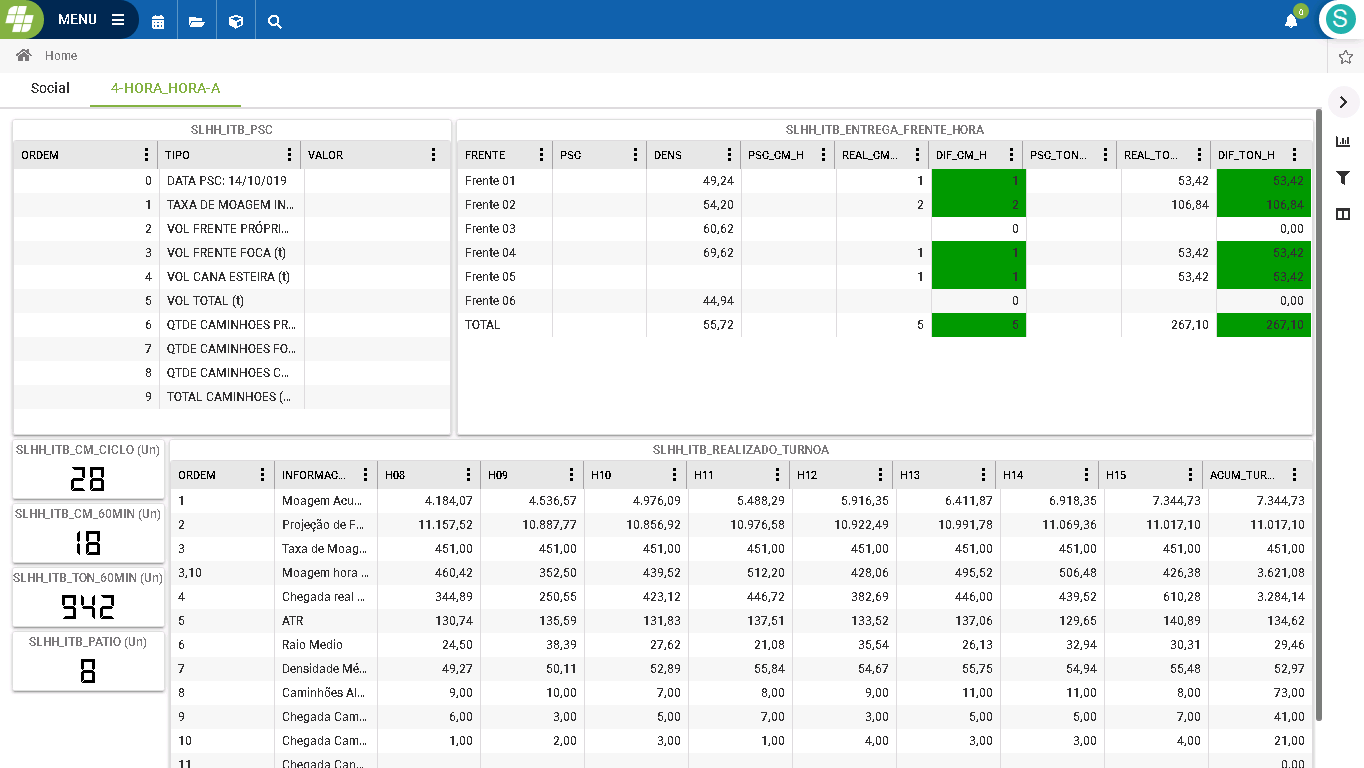 MENU
0
S
Home
Social 4-HORA_HORA-A
SLHH_ITB_PSC
ORDEM TIPO VALOR
0 DATA PSC: 14/10/019
1 TAXA DE MOAGEM IN...
2 VOL FRENTE PRÓPRI...
3 VOL FRENTE FOCA (t)
4 VOL CANA ESTEIRA (t)
5 VOL TOTAL (t)
6 QTDE CAMINHOES PR...
7 QTDE CAMINHOES FO...
8 QTDE CAMINHOES C...
9 TOTAL CAMINHOES (...
SLHH_ITB_ENTREGA_FRENTE_HORA
FRENTE PSC DENS PSC_CM_H REAL_CM... DIF_CM_H PSC_TON... REAL_TO... DIF_TON_H
Frente 01 49,24 1 1 53,42 53,42
Frente 02 54,20 2 2 106,84 106,84
Frente 03 60,62 0 0,00
Frente 04 69,62 1 1 53,42 53,42
Frente 05 1 1 53,42 53,42
Frente 06 44,94 0 0,00
TOTAL 55,72 5 5 267,10 267,10
SLHH_ITB_CM_CICLO (Un)
28
SLHH_ITB_CM_60MIN (Un)
18
SLHH_ITB_TON_60MIN (Un)
942
SLHH_ITB_PATIO (Un)
8
SLHH_ITB_REALIZADO_TURNOA
ORDEM INFORMAC... H08 H09 H10 H11 H12 H13 H14 H15 ACUM_TUR...
1 Moagem Acu... 4.184,07 4.536,57 4.976,09 5.488,29 5.916,35 6.411,87 6.918,35 7.344,73 7.344,73
2 Projeção de F... 11.157,52 10.887,77 10.856,92 10.976,58 10.922,49 10.991,78 11.069,36 11.017,10 11.017,10
3 Taxa de Moag... 451,00 451,00 451,00 451,00 451,00 451,00 451,00 451,00 451,00
3,10 Moagem hora ... 460,42 352,50 439,52 512,20 428,06 495,52 506,48 426,38 3.621,08
4 Chegada real ... 344,89 250,55 423,12 446,72 382,69 446,00 439,52 610,28 3.284,14
5 ATR 130,74 135,59 131,83 137,51 133,52 137,06 129,65 140,89 134,62
6 Raio Medio 24,50 38,39 27,62 21,08 35,54 26,13 32,94 30,31 29,46
7 Densidade Mé... 49,27 50,11 52,89 55,84 54,67 55,75 54,94 55,48 52,97
8 Caminhões Al... 9,00 10,00 7,00 8,00 9,00 11,00 11,00 8,00 73,00
9 Chegada Cam... 6,00 3,00 5,00 7,00 3,00 5,00 5,00 7,00 41,00
10 Chegada Cam... 1,00 2,00 3,00 1,00 4,00 3,00 3,00 4,00 21,00
11 Chegada Can... 0,00